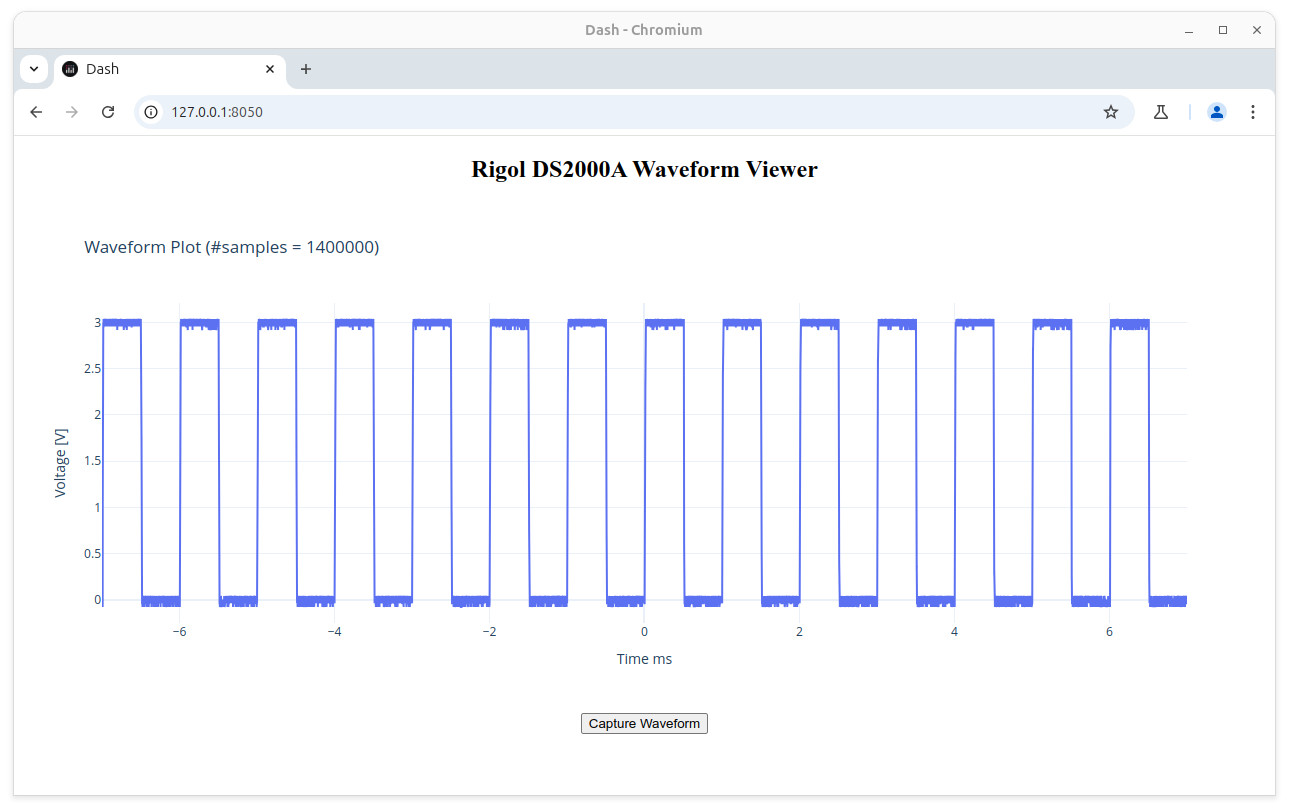 Dash - Chromium
Dash
127.0.0.1:8050
Rigol DS2000A Waveform Viewer
Waveform Plot (#samples = 1400000)
3
2.5
2
1.5
1
0.5
0
Voltage [V]
−6 −4 −2 0 2 4 6
Time ms
Capture Waveform